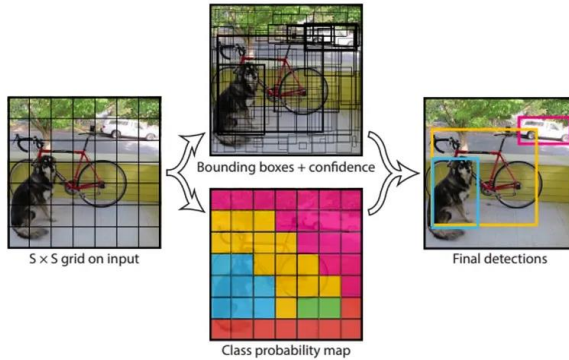 Bounding boxes + confidence
S × S grid on input
Final detections
Class probability map